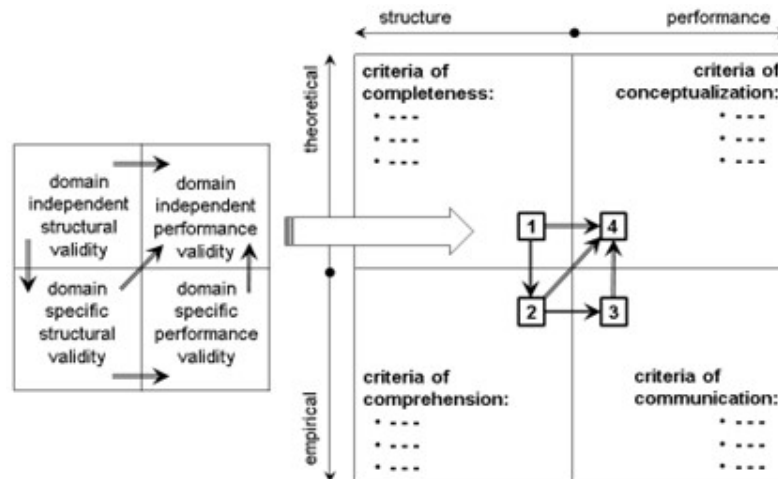 structure
performance
theoretical
empirical
domain
independent
structural
validity
domain
independent
performance
validity
domain
specific
structural
validity
domain
specific
performance
validity
criteria of
completeness:
• ---
• ---
• ---
criteria of
conceptualization:
• ---
• ---
• ---
1
4
2
3
criteria of
comprehension:
• ---
• ---
• ---
criteria of
communication:
• ---
• ---
• ---